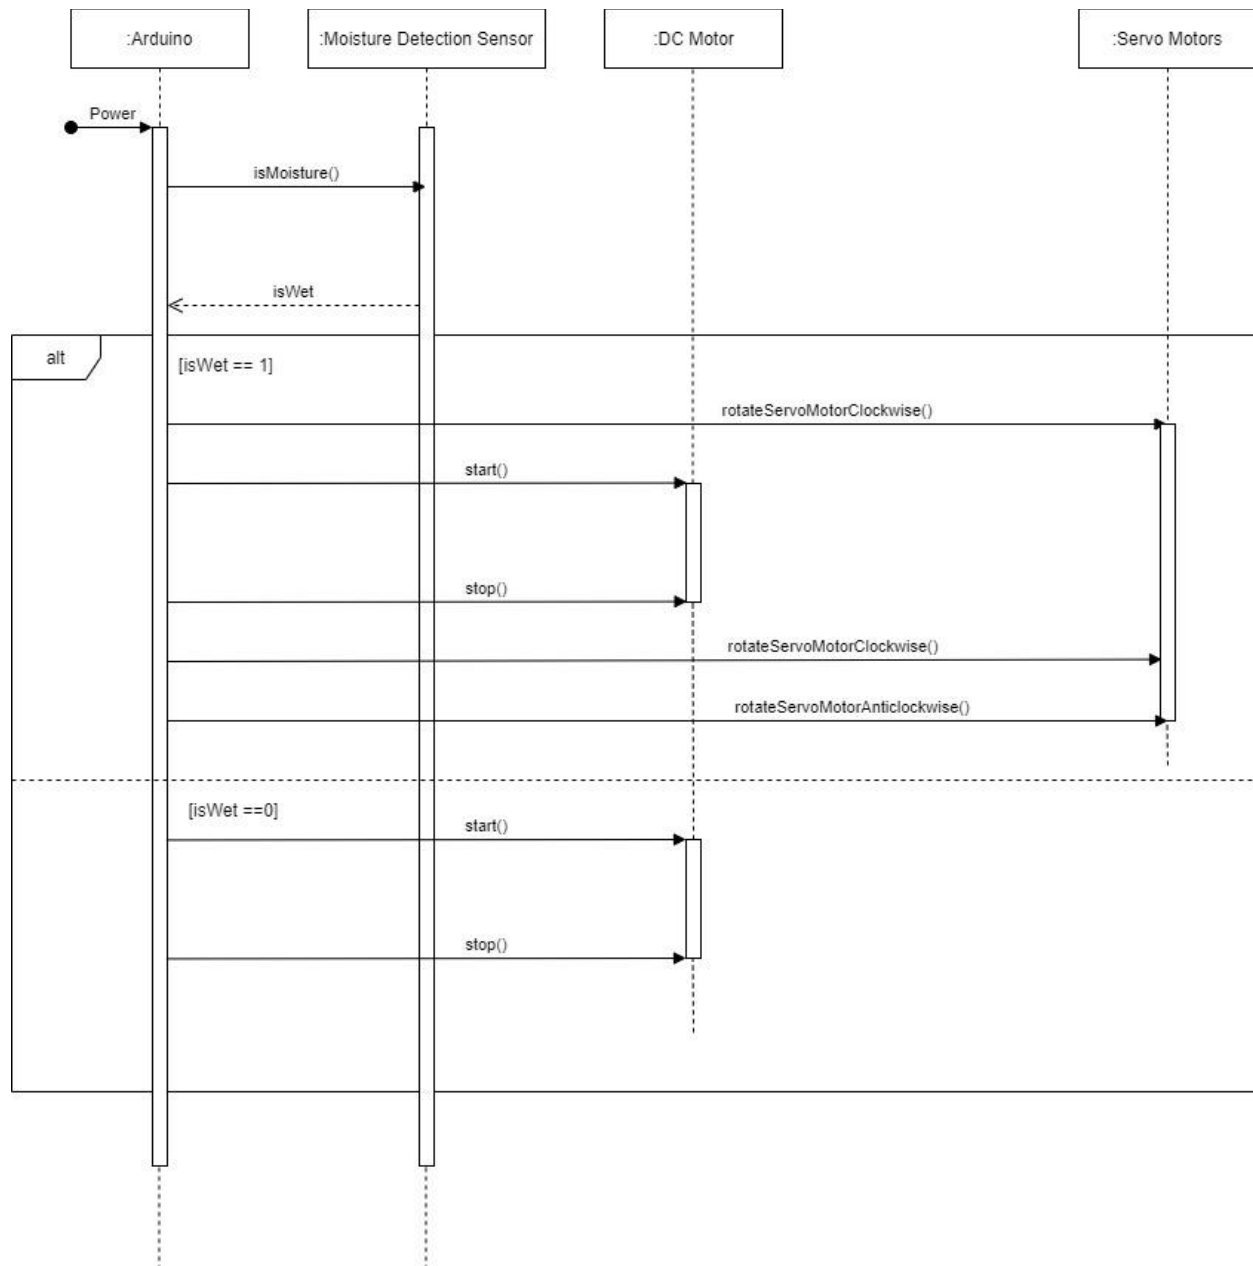 :Arduino
:Moisture Detection Sensor
:DC Motor
:Servo Motors
Power
isMoisture()
isWet
alt
[isWet == 1]
rotateServoMotorClockwise()
start()
stop()
rotateServoMotorClockwise()
rotateServoMotorAnticlockwise()
[isWet ==0]
start()
stop()